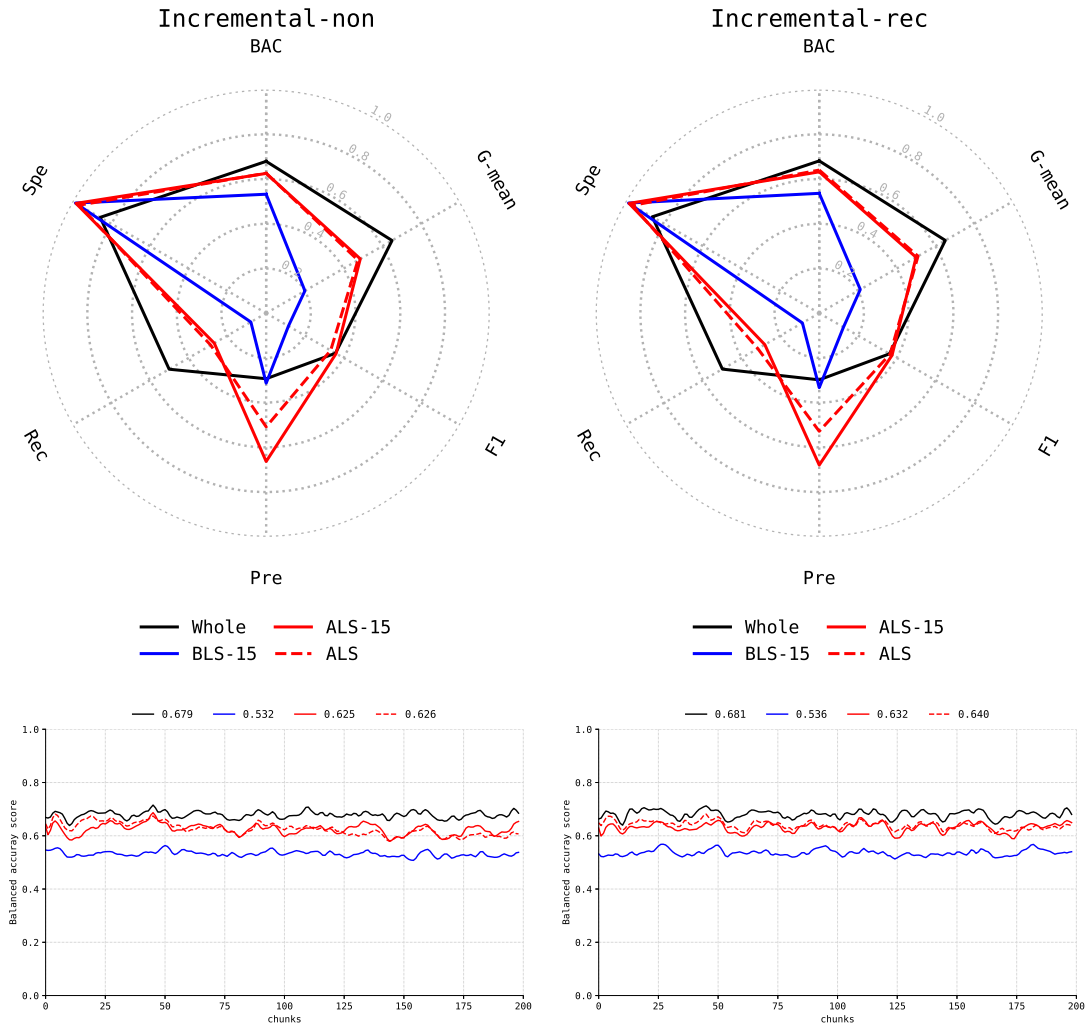 Incremental-non
BAC
G-mean
Spe
1.0
0.8
0.6
0.4
Rec
F1
Pre
Whole
ALS-15
BLS-15
ALS
Incremental-rec
BAC
G-mean
Spe
1.0
0.8
0.6
0.4
Rec
F1
Pre
Whole
ALS-15
BLS-15
ALS
0.679 0.532 0.625 0.626
1.0
0.8
0.6
0.4
0.2
0.0
Balanced accuray score
0 25 50 75 100 125 150 175 200
chunks
0.681 0.536 0.632 0.640
1.0
0.8
0.6
0.4
0.2
0.0
Balanced accuray score
0 25 50 75 100 125 150 175 200
chunks